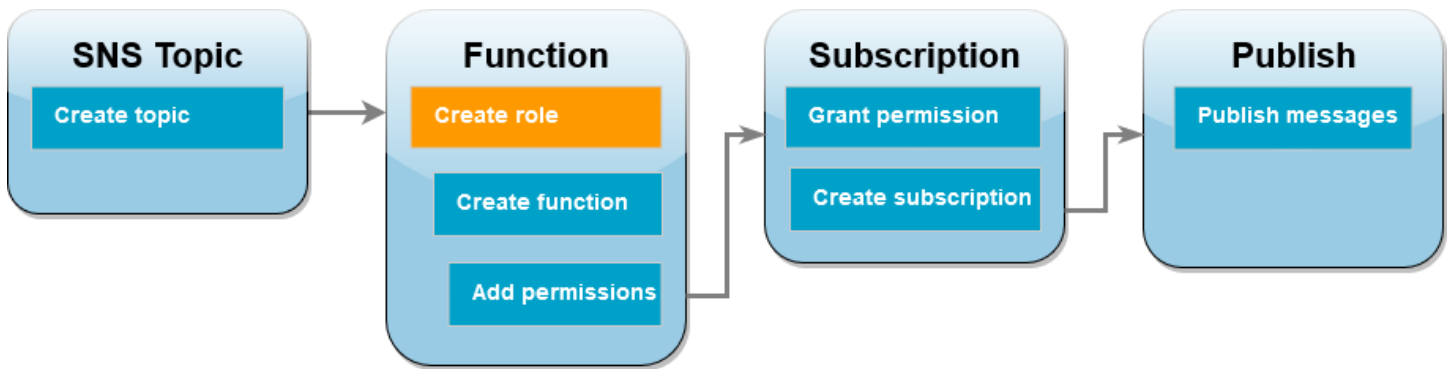 SNS Topic
Create topic
Function
Create role
Create function
Add permissions
Subscription
Grant permission
Create subscription
Publish
Publish messages